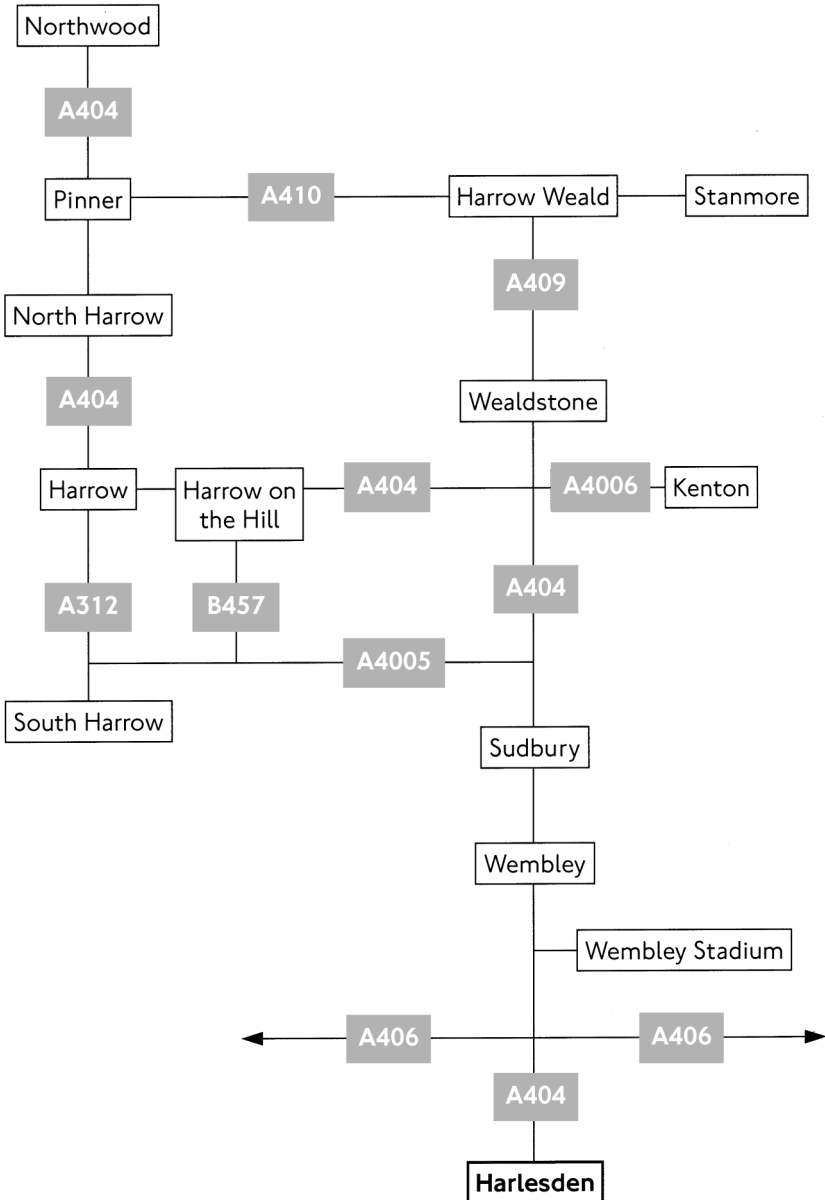 Northwood
A404
Pinner
A410
Harrow Weald
Stanmore
A409
North Harrow
A404
Wealdstone
Harrow
Harrow on
the Hill
A404
A4006
Kenton
A312
B457
A404
A4005
South Harrow
Sudbury
Wembley
Wembley Stadium
A406
A406
A404
Harlesden